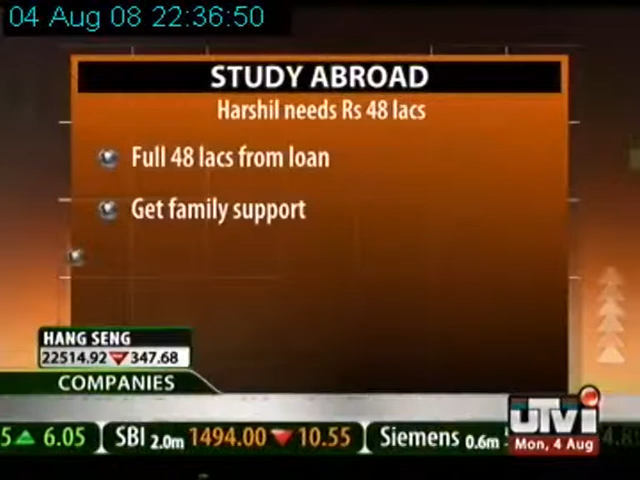 04 Aug 08 22:36:50
STUDY ABROAD
Harshil needs Rs 48 lacs
Full 48 lacs from loan
Get family support
HANG SENG
22514.92 347.68
COMPANIES
5 6.05 SBI 2.0m 1494.00 10.55 Siemens 0.6m
UTVi
Mon, 4 Aug